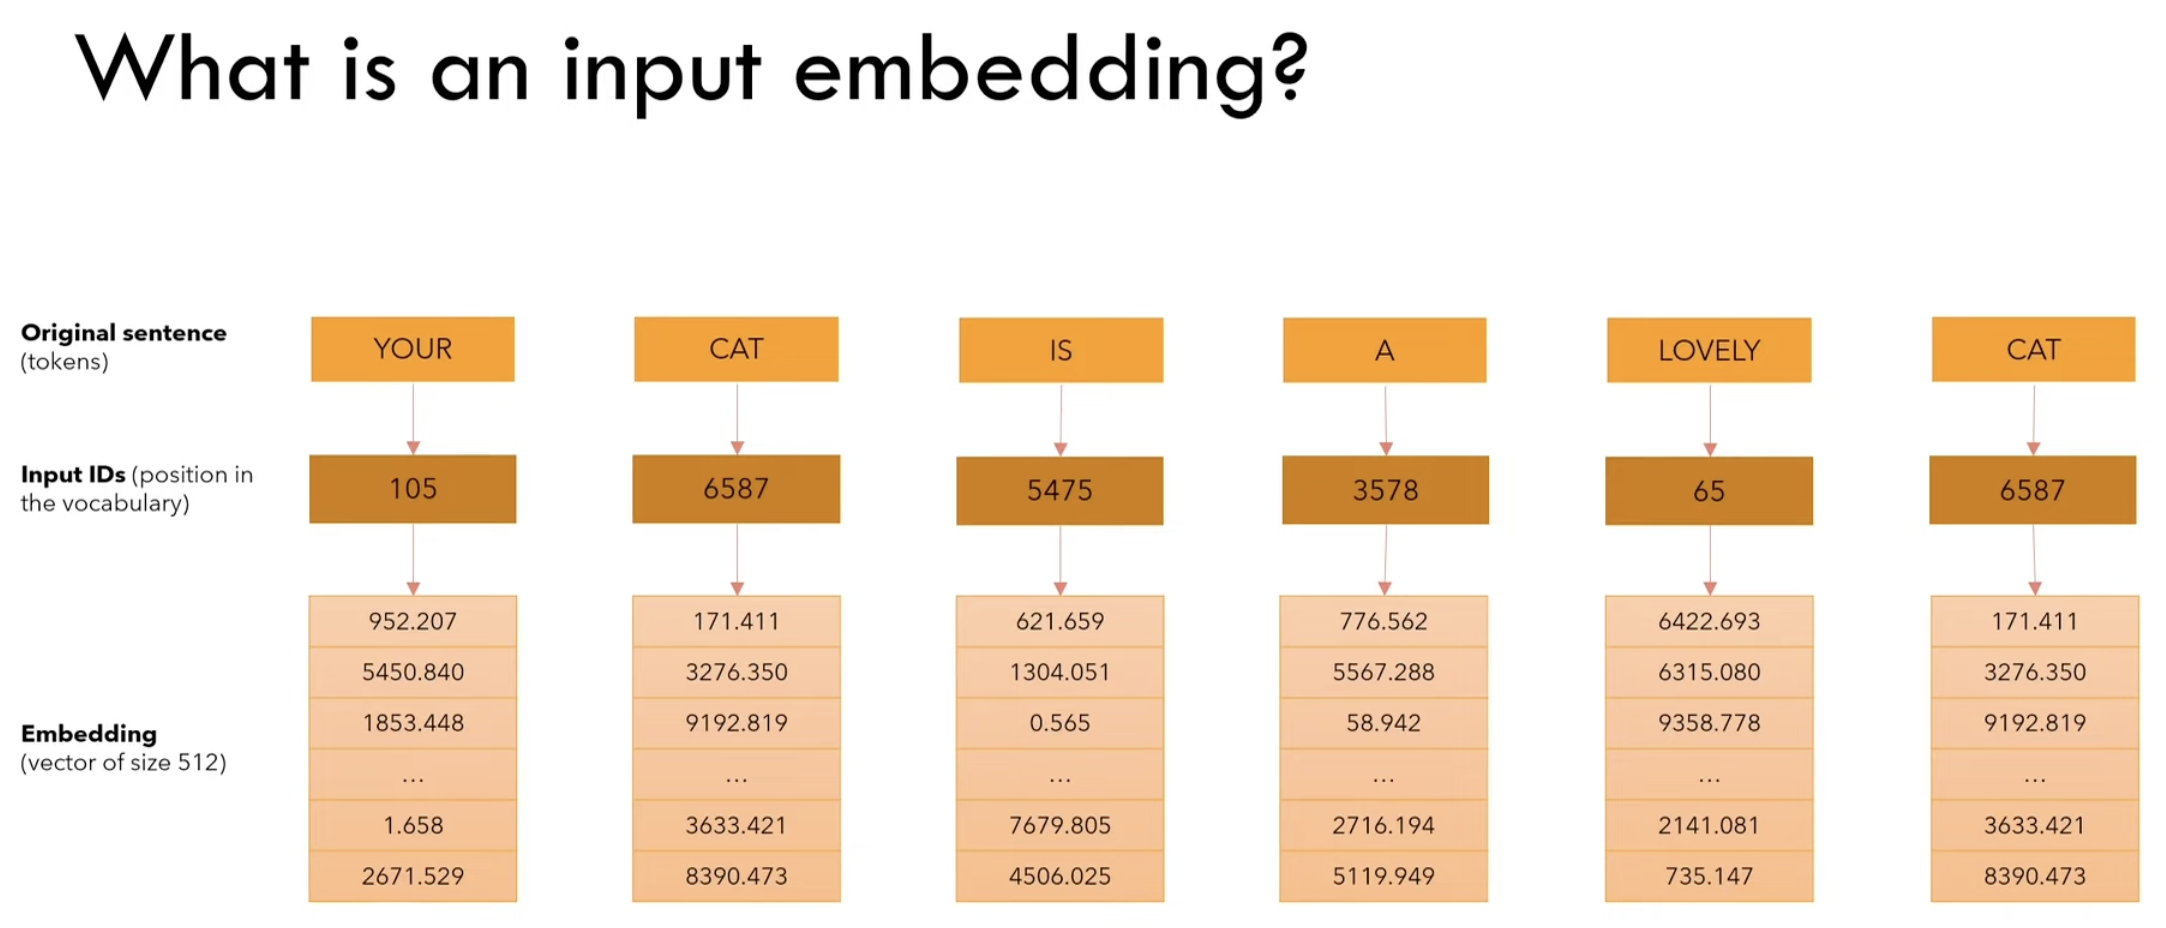 What is an input embedding?
Original sentence
(tokens)
YOUR CAT IS A LOVELY CAT
Input IDs (position in
the vocabulary)
105 6587 5475 3578 65 6587
Embedding
(vector of size 512)
952.207 171.411 621.659 776.562 6422.693 171.411
5450.840 3276.350 1304.051 5567.288 6315.080 3276.350
1853.448 9192.819 0.565 58.942 9358.778 9192.819
... ... ... ... ... ...
1.658 3633.421 7679.805 2716.194 2141.081 3633.421
2671.529 8390.473 4506.025 5119.949 735.147 8390.473